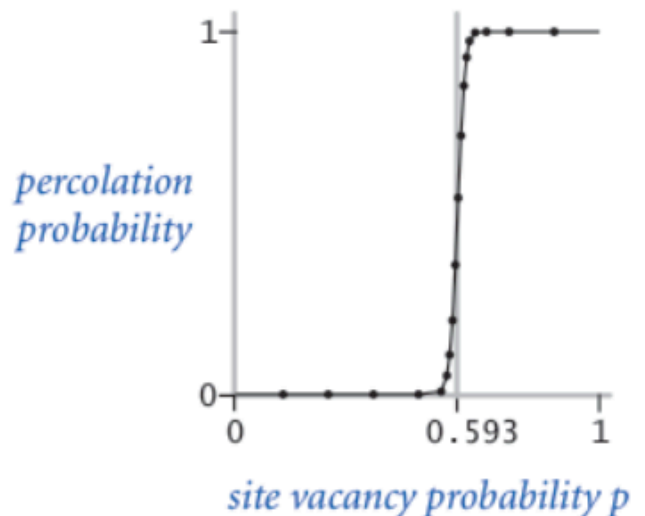 1
percolation
probability
0
0
0.593
1
site vacancy probability p